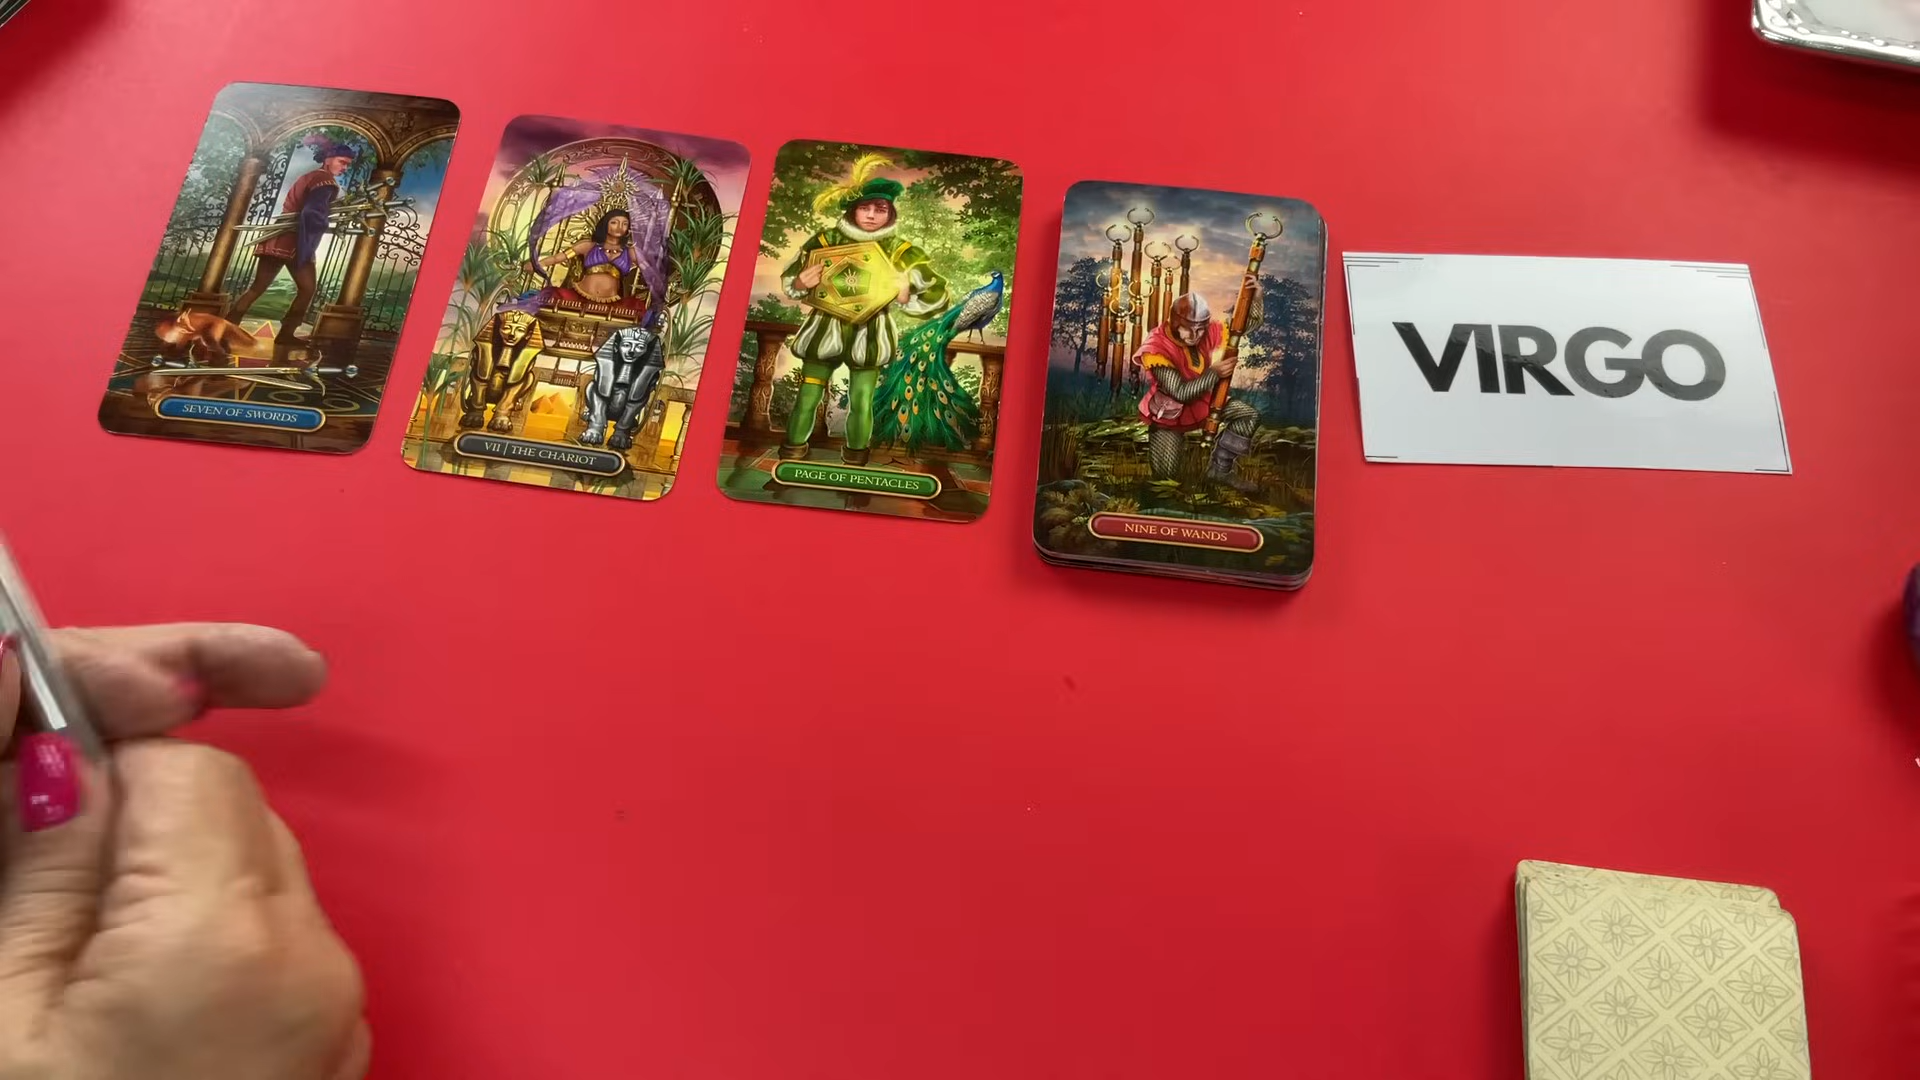 SEVEN OF SWORDS
VII | THE CHARIOT
PAGE OF PENTACLES
NINE OF WANDS
VIRGO